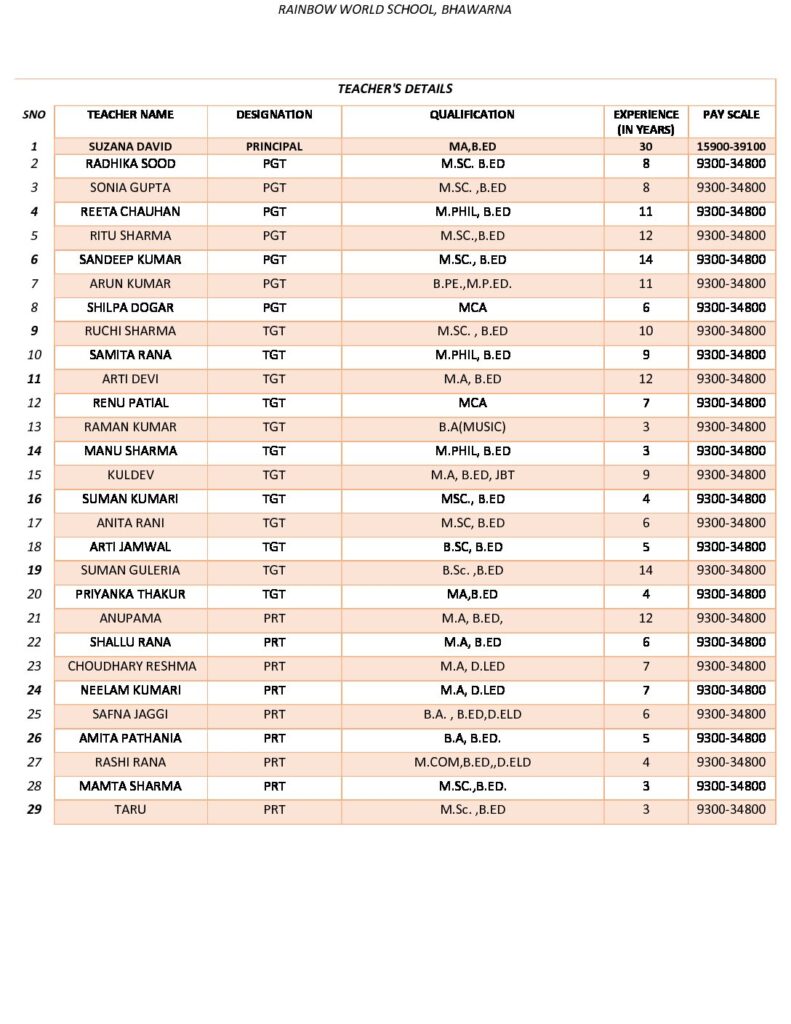 RAINBOW WORLD SCHOOL, BHAWARNA
TEACHER'S DETAILS
SNO TEACHER NAME DESIGNATION QUALIFICATION EXPERIENCE (IN YEARS) PAY SCALE
1 SUZANA DAVID PRINCIPAL MA,B.ED 30 15900-39100
2 RADHIKA SOOD PGT M.SC. B.ED 8 9300-34800
3 SONIA GUPTA PGT M.SC. ,B.ED 8 9300-34800
4 REETA CHAUHAN PGT M.PHIL, B.ED 11 9300-34800
5 RITU SHARMA PGT M.SC.,B.ED 12 9300-34800
6 SANDEEP KUMAR PGT M.SC., B.ED 14 9300-34800
7 ARUN KUMAR PGT B.PE.,M.P.ED. 11 9300-34800
8 SHILPA DOGAR PGT MCA 6 9300-34800
9 RUCHI SHARMA TGT M.SC. , B.ED 10 9300-34800
10 SAMITA RANA TGT M.PHIL, B.ED 9 9300-34800
11 ARTI DEVI TGT M.A, B.ED 12 9300-34800
12 RENU PATIAL TGT MCA 7 9300-34800
13 RAMAN KUMAR TGT B.A(MUSIC) 3 9300-34800
14 MANU SHARMA TGT M.PHIL, B.ED 3 9300-34800
15 KULDEV TGT M.A, B.ED, JBT 9 9300-34800
16 SUMAN KUMARI TGT MSC., B.ED 4 9300-34800
17 ANITA RANI TGT M.SC, B.ED 6 9300-34800
18 ARTI JAMWAL TGT B.SC, B.ED 5 9300-34800
19 SUMAN GULERIA TGT B.Sc. ,B.ED 14 9300-34800
20 PRIYANKA THAKUR TGT MA,B.ED 4 9300-34800
21 ANUPAMA PRT M.A, B.ED, 12 9300-34800
22 SHALLU RANA PRT M.A, B.ED 6 9300-34800
23 CHOUDHARY RESHMA PRT M.A, D.LED 7 9300-34800
24 NEELAM KUMARI PRT M.A, D.LED 7 9300-34800
25 SAFNA JAGGI PRT B.A. , B.ED,D.ELD 6 9300-34800
26 AMITA PATHANIA PRT B.A, B.ED. 5 9300-34800
27 RASHI RANA PRT M.COM,B.ED,,D.ELD 4 9300-34800
28 MAMTA SHARMA PRT M.SC.,B.ED. 3 9300-34800
29 TARU PRT M.Sc. ,B.ED 3 9300-34800